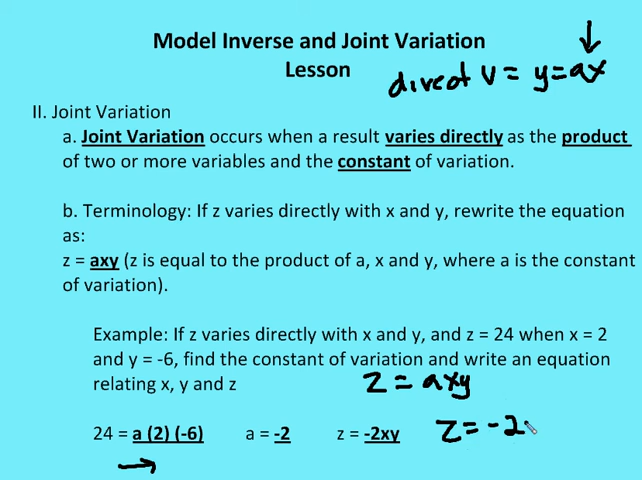 Model Inverse and Joint Variation
Lesson
direct v = y = ax
II. Joint Variation
a. Joint Variation occurs when a result varies directly as the product
of two or more variables and the constant of variation.
b. Terminology: If z varies directly with x and y, rewrite the equation
as:
z = axy (z is equal to the product of a, x and y, where a is the constant
of variation).
Example: If z varies directly with x and y, and z = 24 when x = 2
and y = -6, find the constant of variation and write an equation
relating x, y and z
z = axy
24 = a (2) (-6) a = -2 z = -2xy z = -2